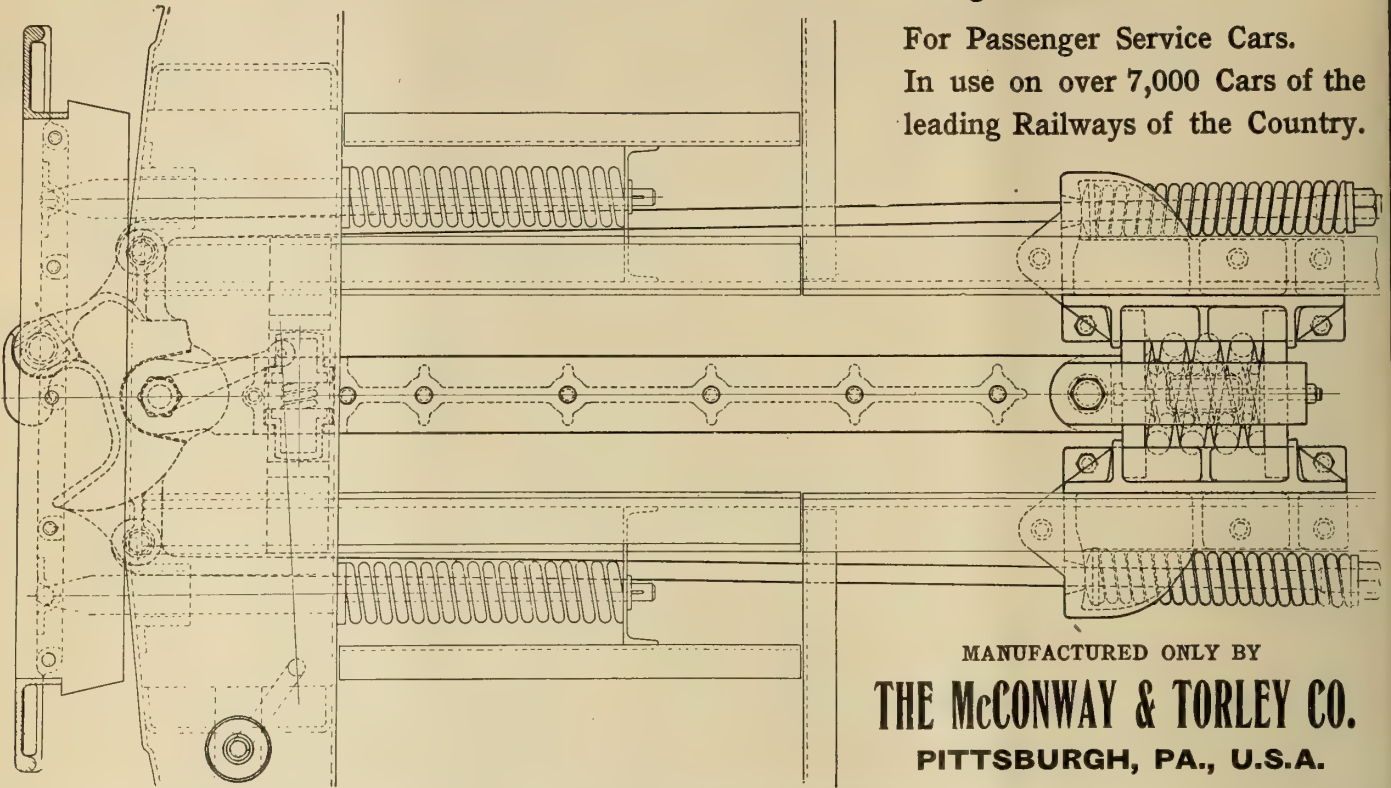 For Passenger Service Cars.
In use on over 7,000 Cars of the
leading Railways of the Country.
MANUFACTURED ONLY BY
THE McCONWAY & TORLEY CO.
PITTSBURGH, PA., U.S.A.